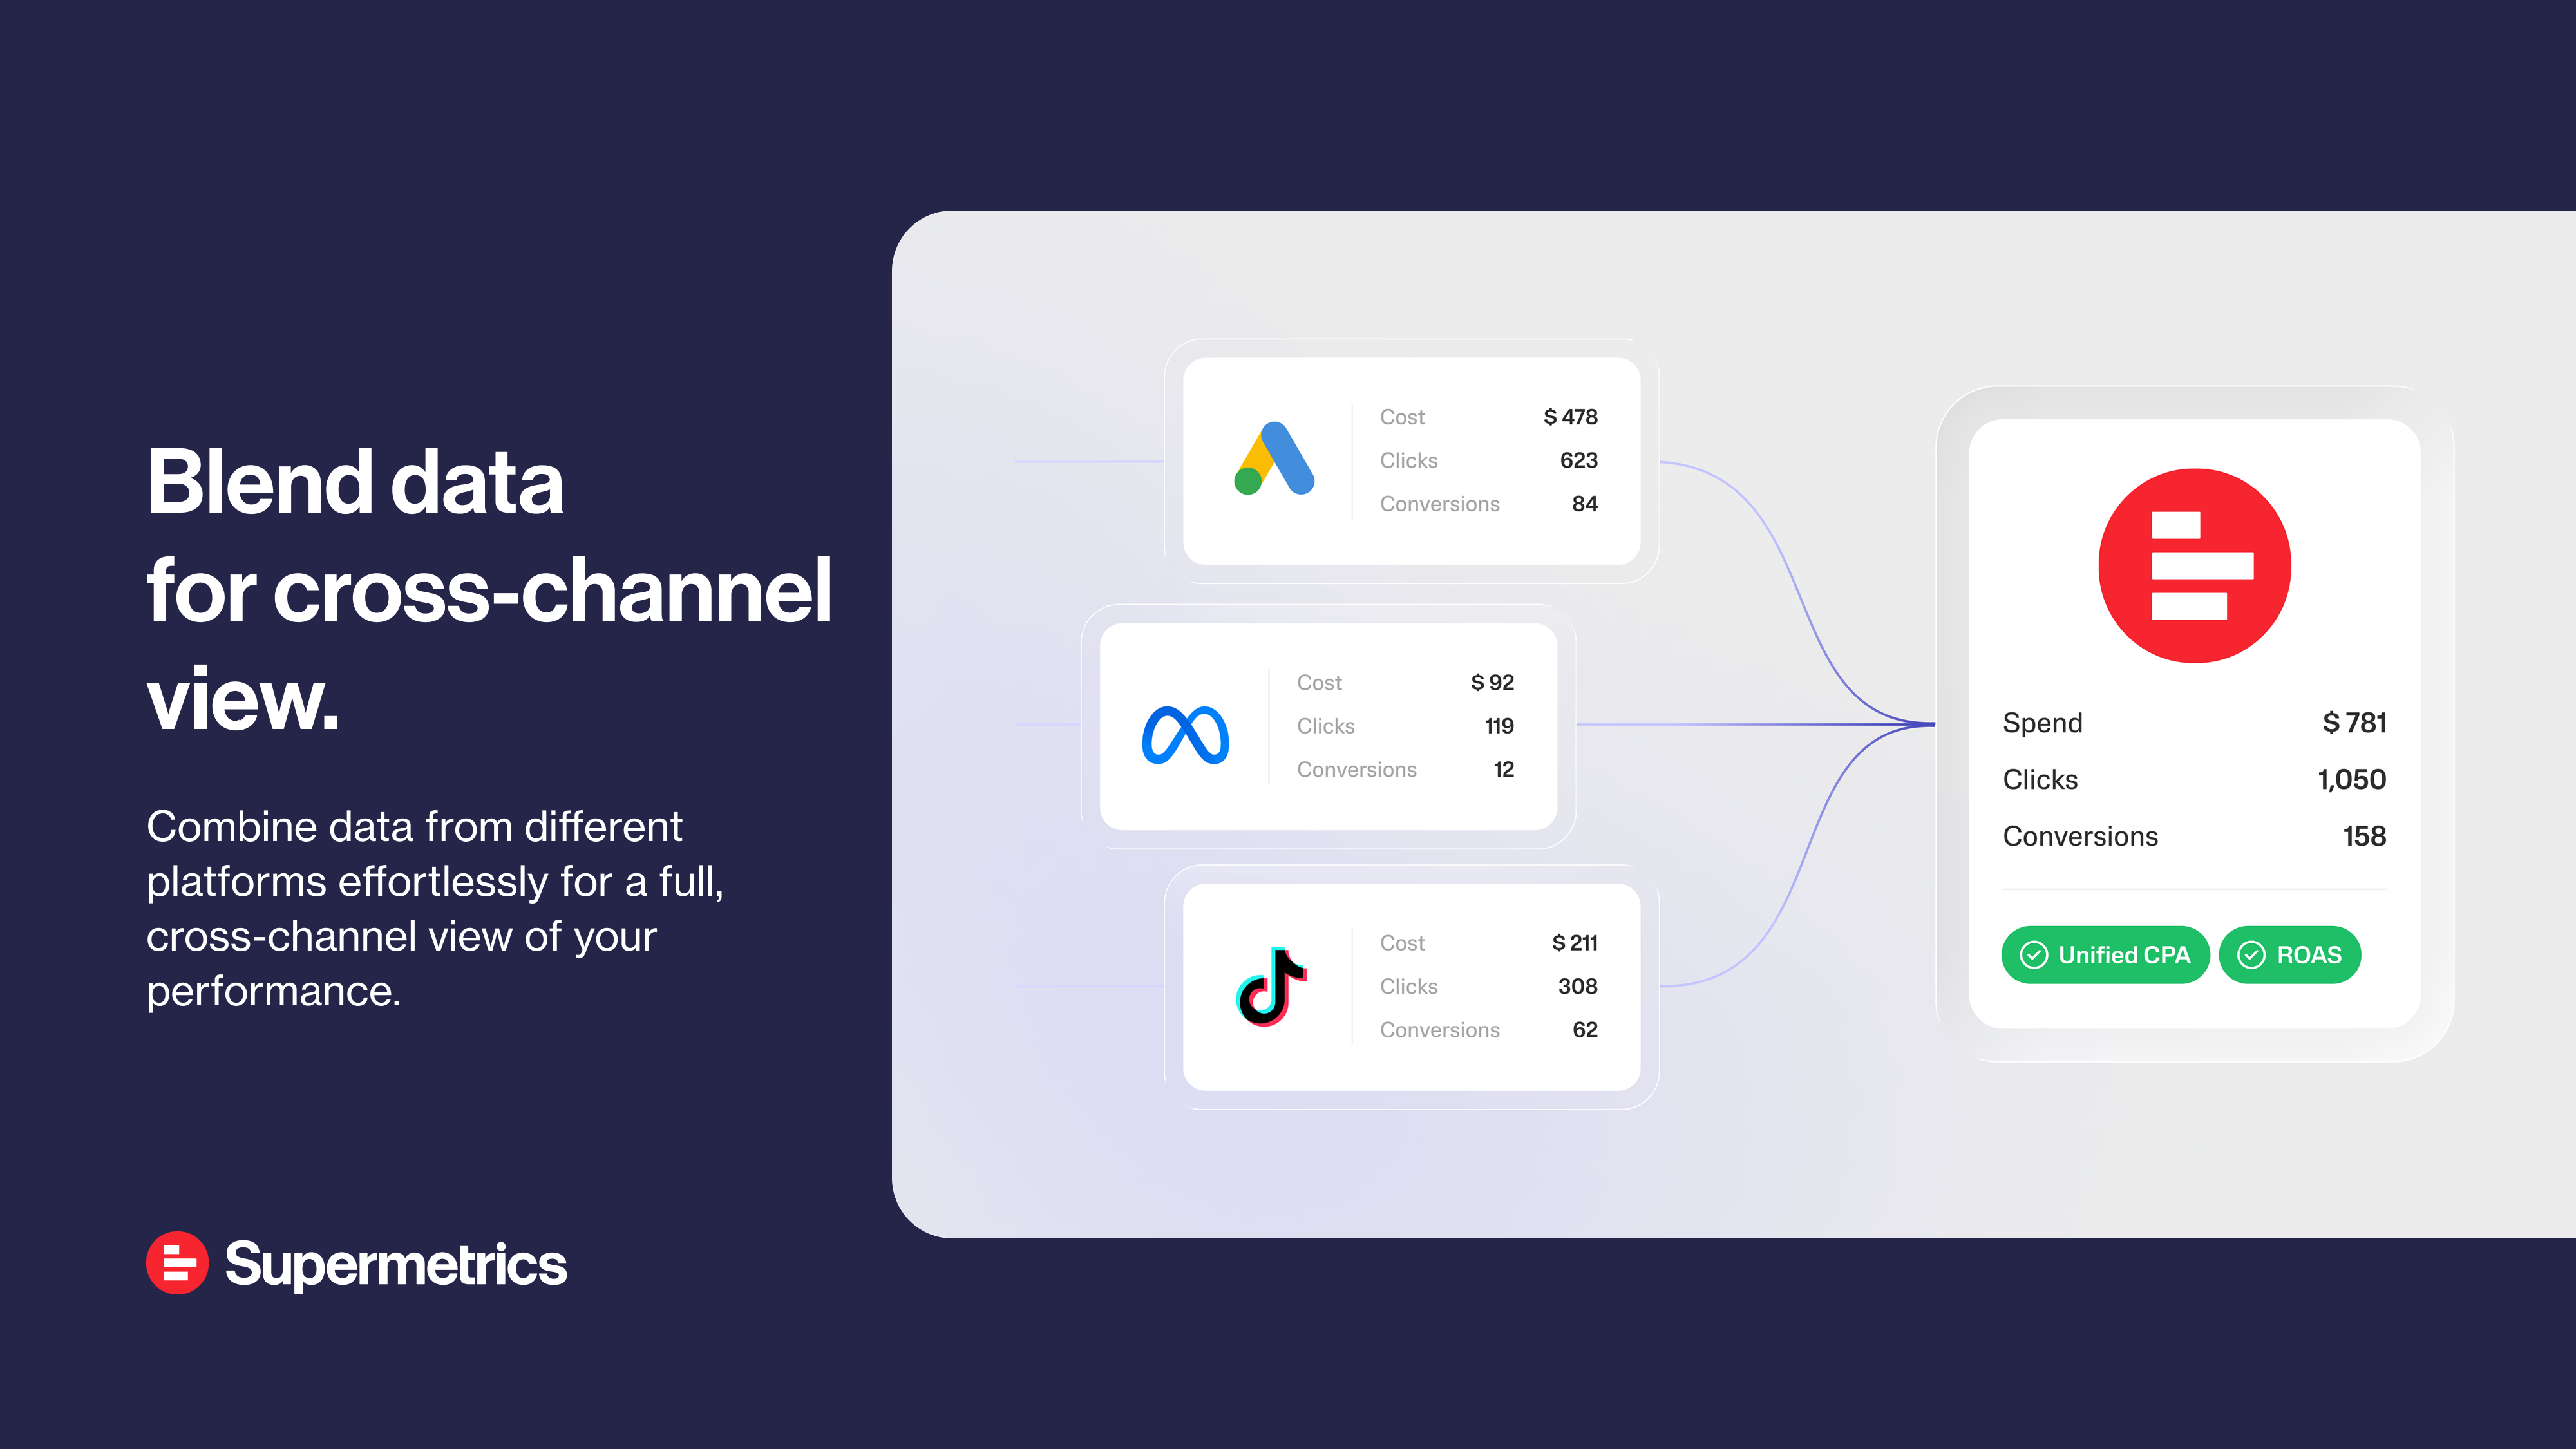 Blend data
for cross-channel
view.
Combine data from different
platforms effortlessly for a full,
cross-channel view of your
performance.
Supermetrics
Cost $ 478
Clicks 623
Conversions 84
Cost $ 92
Clicks 119
Conversions 12
Cost $ 211
Clicks 308
Conversions 62
Spend $ 781
Clicks 1,050
Conversions 158
Unified CPA ROAS